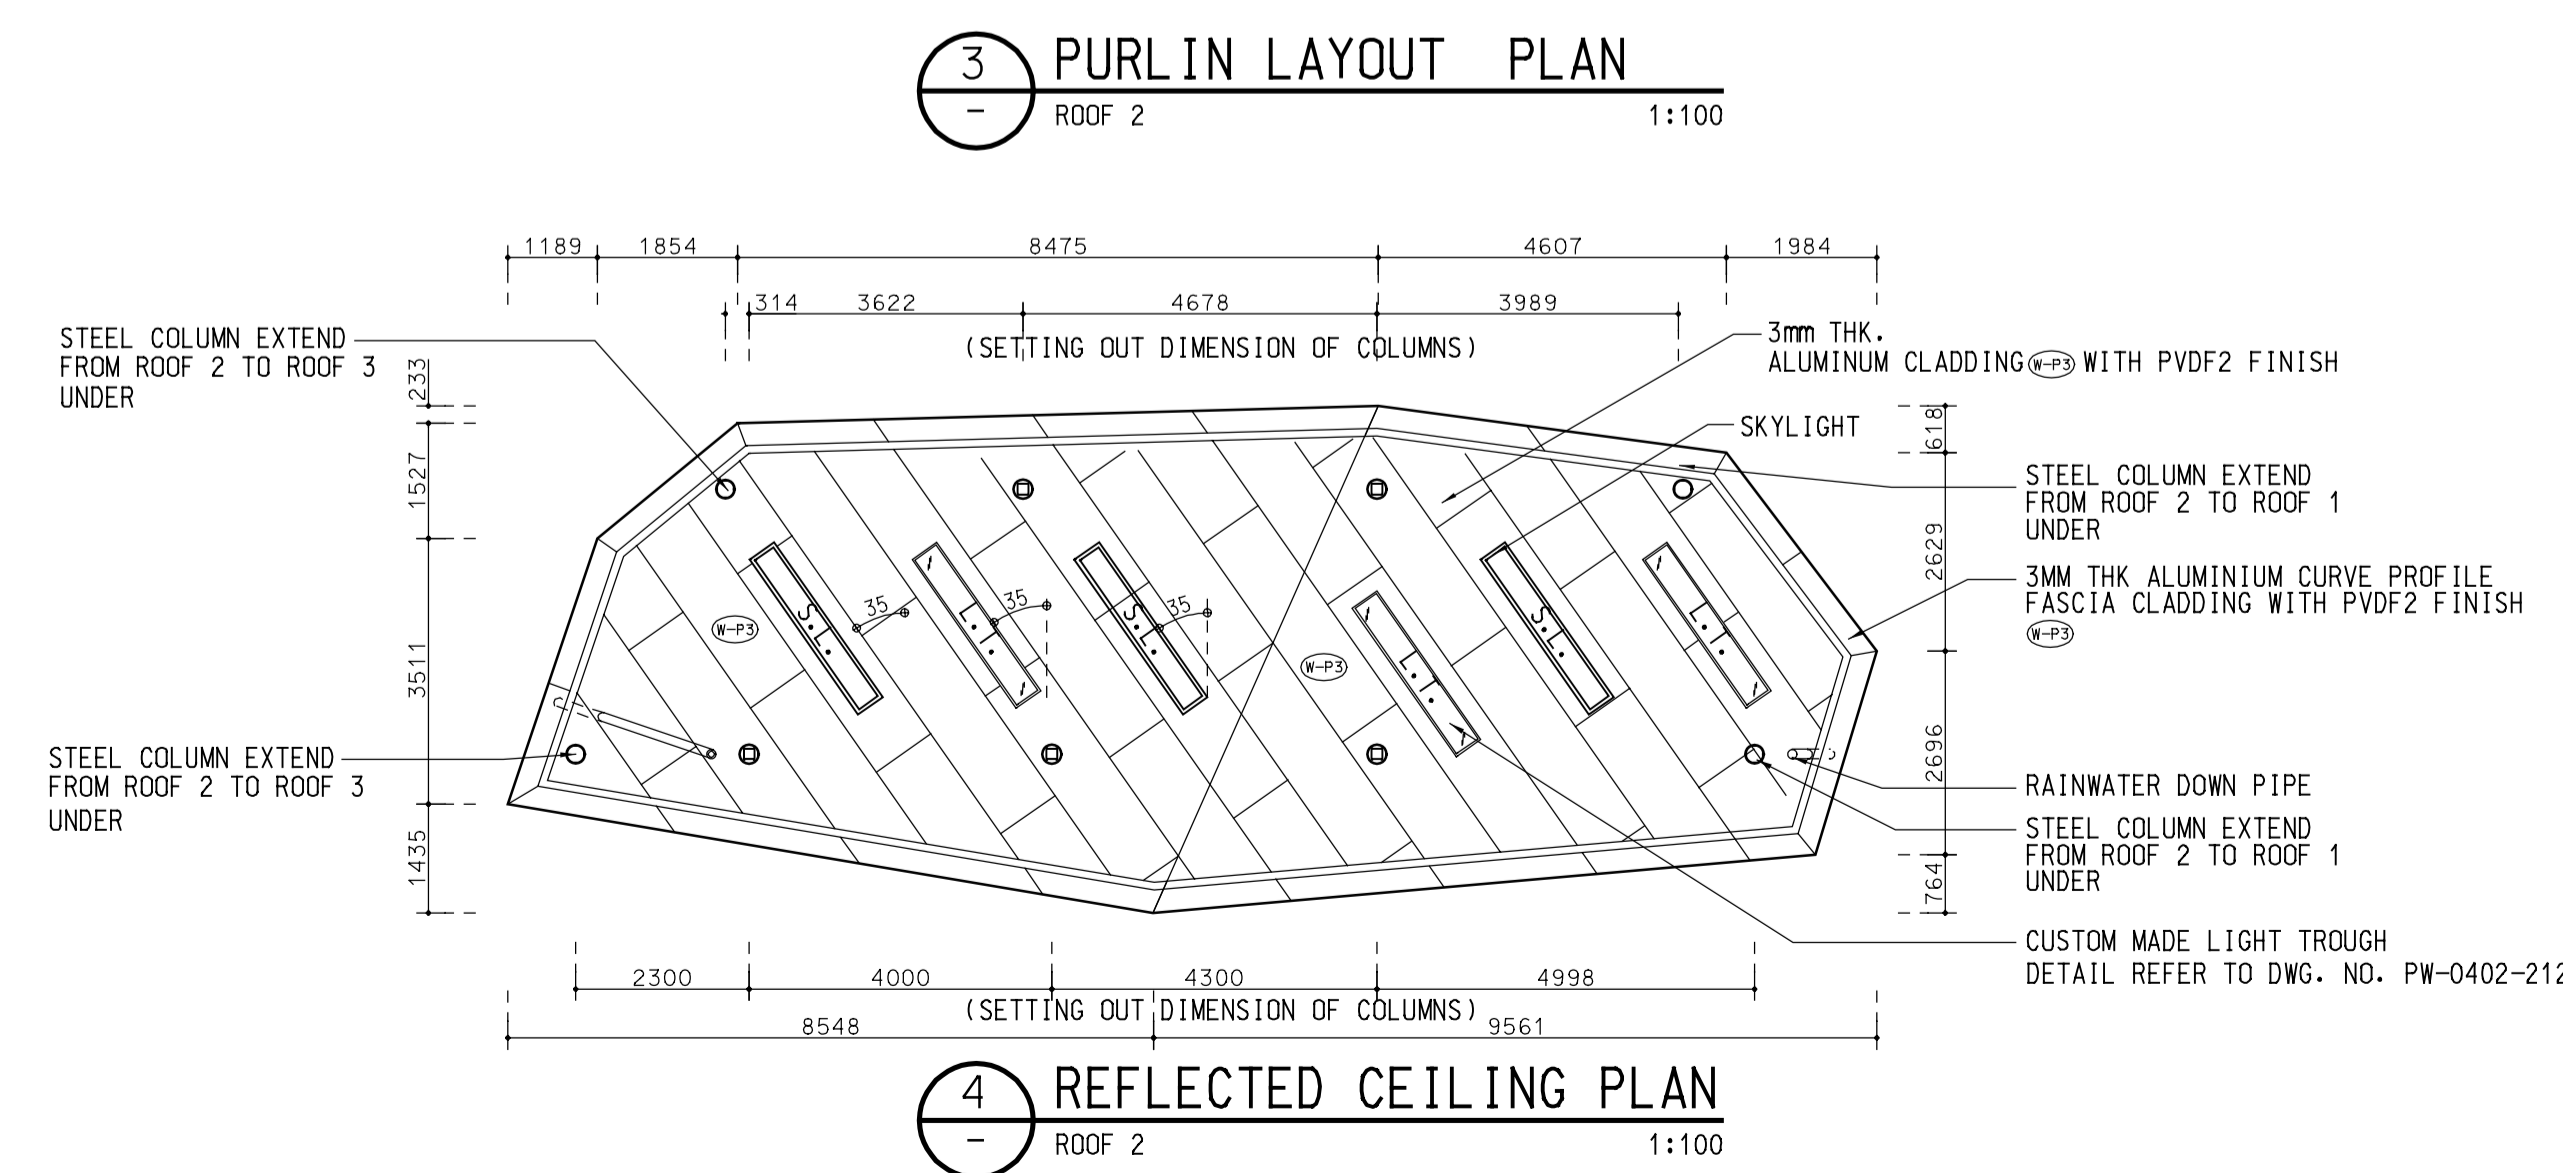 3
PURLIN LAYOUT PLAN
-
ROOF 2
1:100
1189
1854
8475
4607
1984
314
3622
4678
3989
(SETTING OUT DIMENSION OF COLUMNS)
STEEL COLUMN EXTEND
FROM ROOF 2 TO ROOF 3
UNDER
3mm THK.
ALUMINUM CLADDING W-P3 WITH PVDF2 FINISH
SKYLIGHT
STEEL COLUMN EXTEND
FROM ROOF 2 TO ROOF 1
UNDER
3MM THK ALUMINIUM CURVE PROFILE
FASCIA CLADDING WITH PVDF2 FINISH
W-P3
233
1527
3511
1435
618
2629
2696
764
W-P3
S.L.
35
L.T.
35
S.L.
35
W-P3
L.T.
S.L.
L.T.
STEEL COLUMN EXTEND
FROM ROOF 2 TO ROOF 3
UNDER
RAINWATER DOWN PIPE
STEEL COLUMN EXTEND
FROM ROOF 2 TO ROOF 1
UNDER
CUSTOM MADE LIGHT TROUGH
DETAIL REFER TO DWG. NO. PW-0402-212
2300
4000
4300
4998
(SETTING OUT DIMENSION OF COLUMNS)
8548
9561
4
REFLECTED CEILING PLAN
-
ROOF 2
1:100